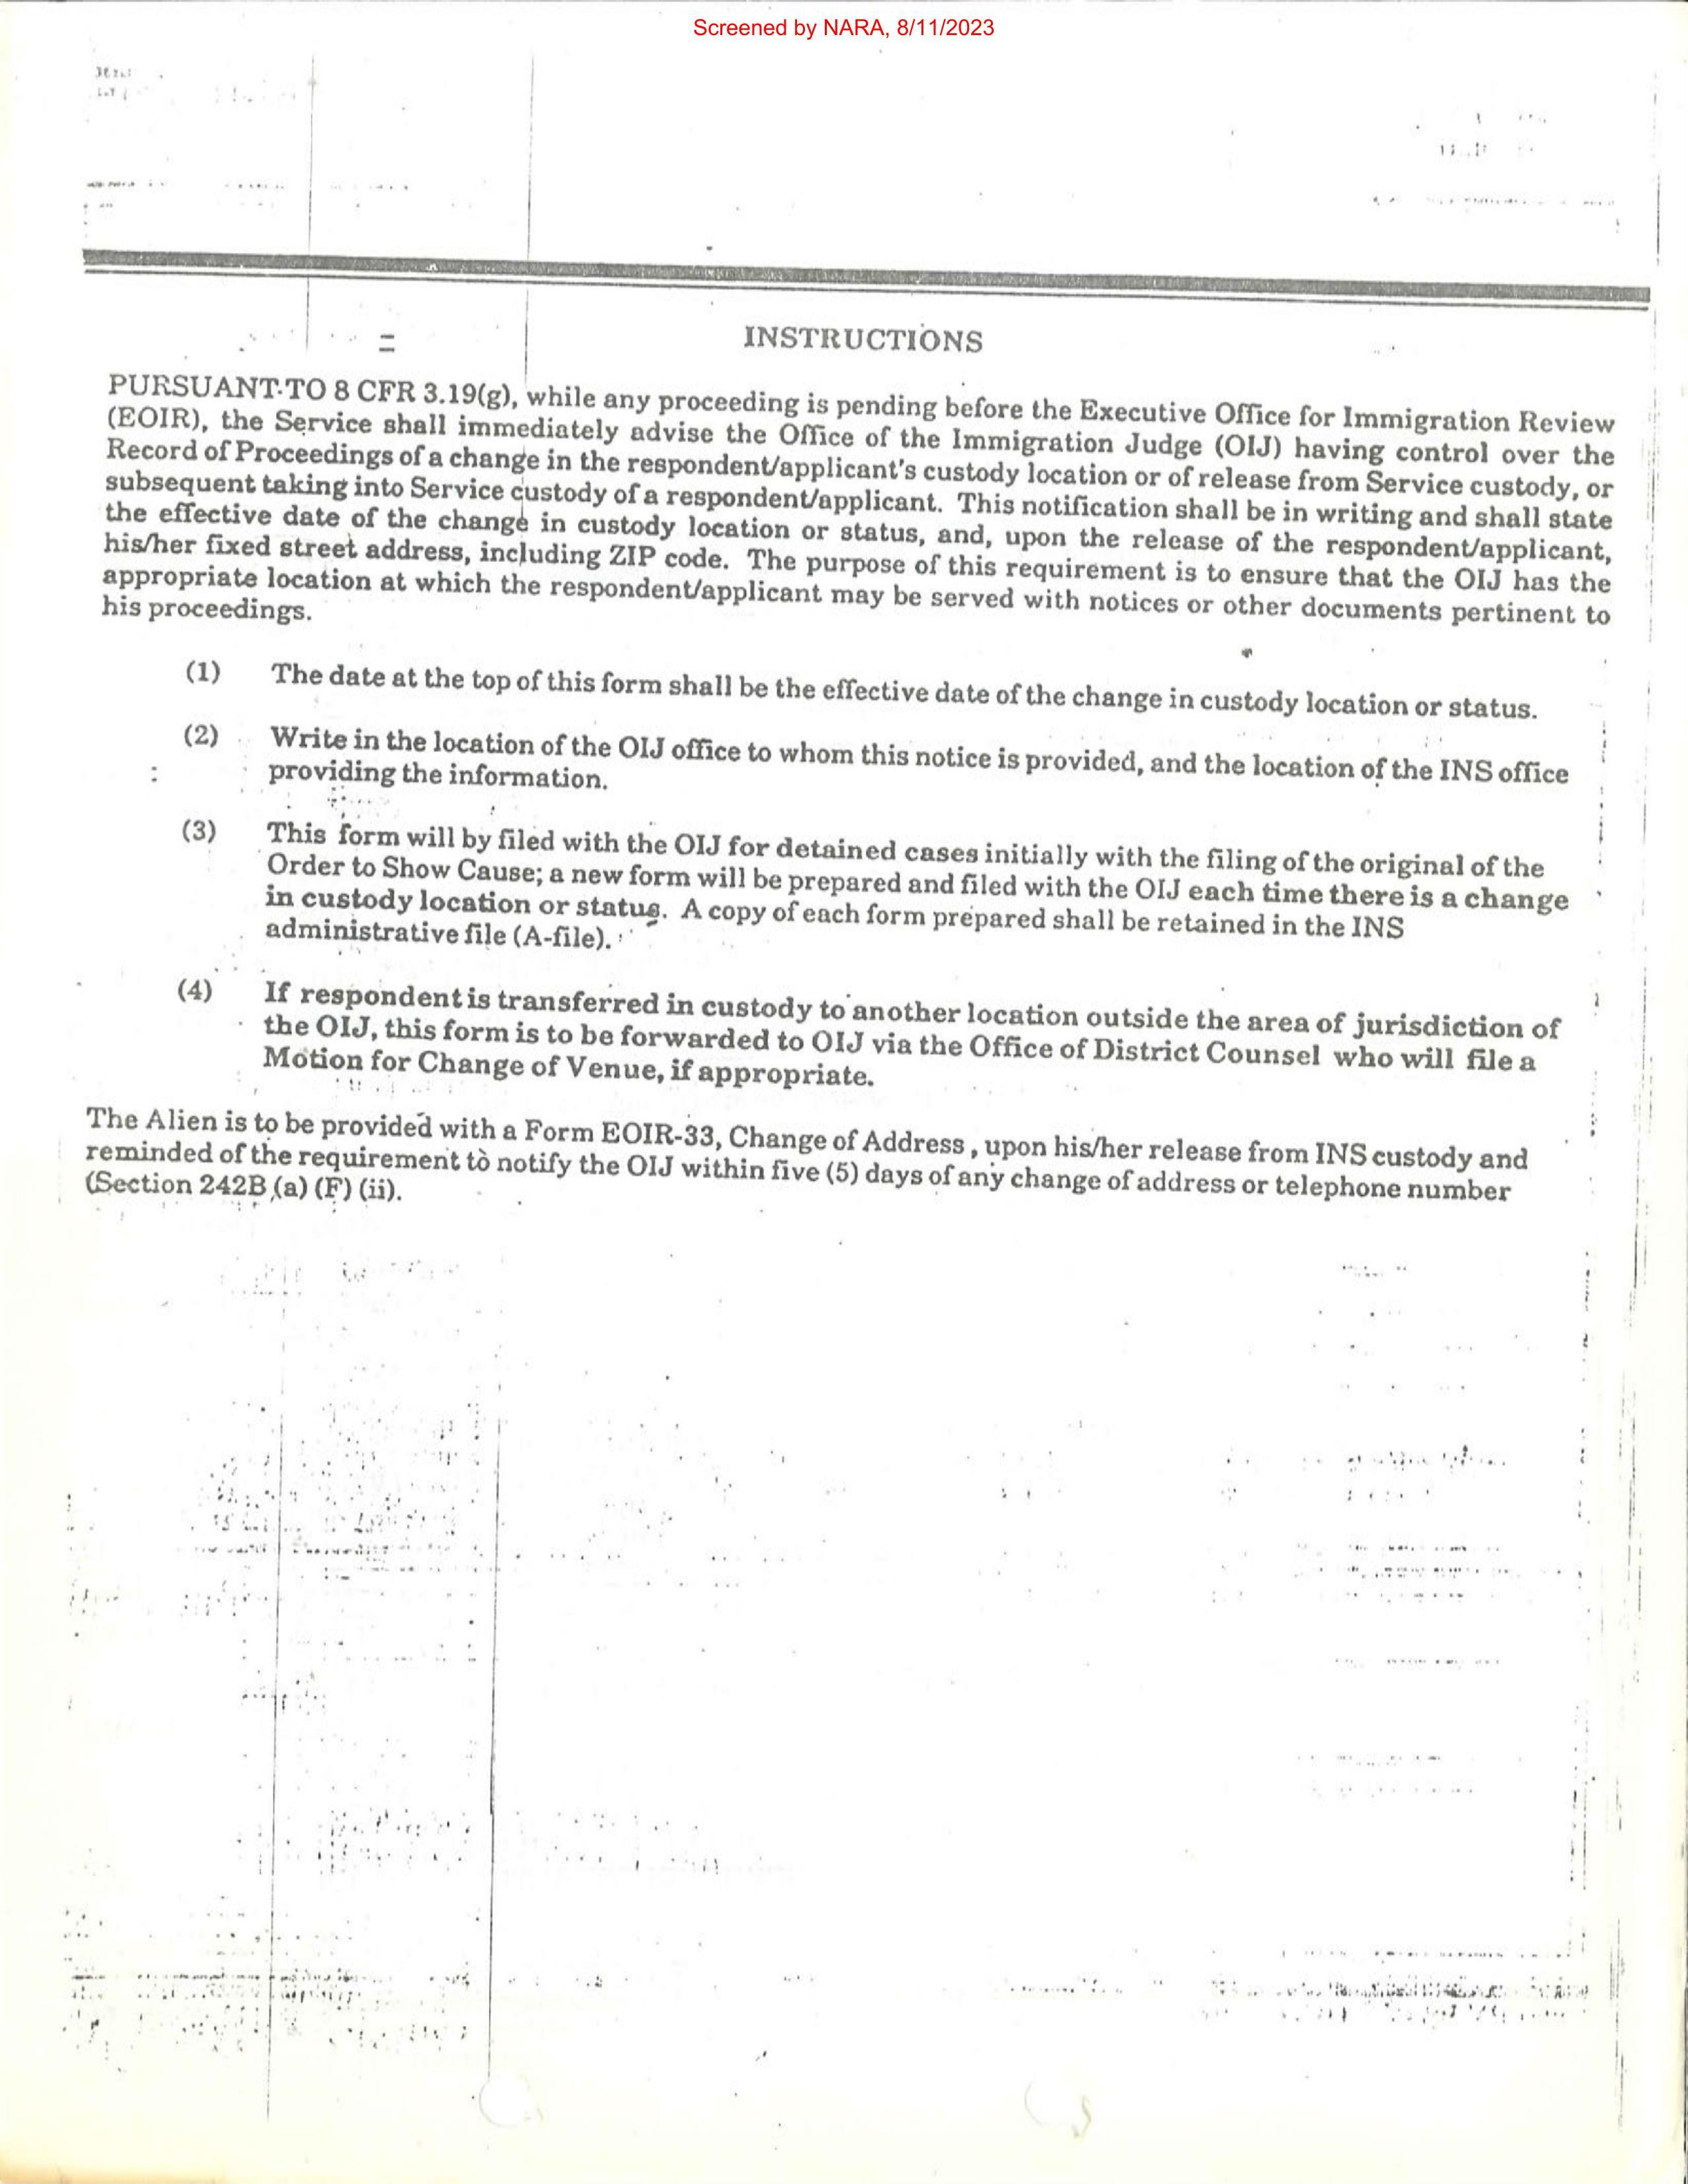 Screened by NARA, 8/11/2023
INSTRUCTIONS
PURSUANT TO 8 CFR 3.19(g), while any proceeding is pending before the Executive Office for Immigration Review
(EOIR), the Service shall immediately advise the Office of the Immigration Judge (OIJ) having control over the
Record of Proceedings of a change in the respondent/applicant's custody location or of release from Service custody, or
subsequent taking into Service custody of a respondent/applicant. This notification shall be in writing and shall state
the effective date of the change in custody location or status, and, upon the release of the respondent/applicant,
his/her fixed street address, including ZIP code. The purpose of this requirement is to ensure that the OIJ has the
appropriate location at which the respondent/applicant may be served with notices or other documents pertinent to
his proceedings.
(1) The date at the top of this form shall be the effective date of the change in custody location or status.
(2) Write in the location of the OIJ office to whom this notice is provided, and the location of the INS office
providing the information.
(3) This form will by filed with the OIJ for detained cases initially with the filing of the original of the
Order to Show Cause; a new form will be prepared and filed with the OIJ each time there is a change
in custody location or status. A copy of each form prepared shall be retained in the INS
administrative file (A-file).
(4) If respondent is transferred in custody to another location outside the area of jurisdiction of
the OIJ, this form is to be forwarded to OIJ via the Office of District Counsel who will file a
Motion for Change of Venue, if appropriate.
The Alien is to be provided with a Form EOIR-33, Change of Address, upon his/her release from INS custody and
reminded of the requirement to notify the OIJ within five (5) days of any change of address or telephone number
(Section 242B (a) (F) (ii).